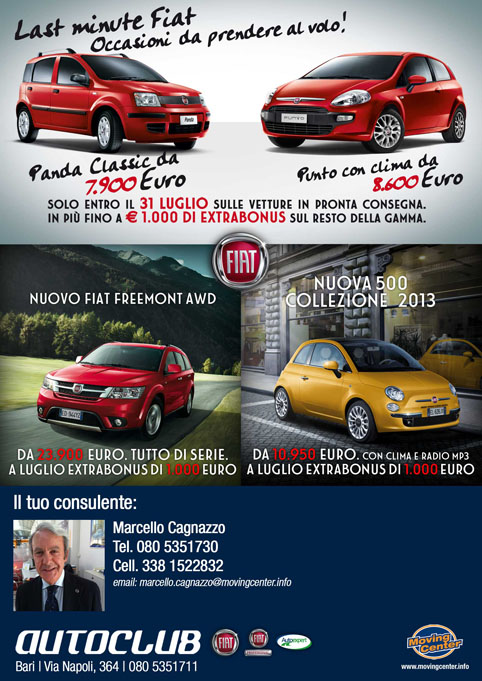 Last minute Fiat
Occasioni da prendere al volo!
Panda
PUNTO
Panda Classic da
7.900 Euro
Punto con clima da
8.600 Euro
SOLO ENTRO IL 31 LUGLIO SULLE VETTURE IN PRONTA CONSEGNA.
IN PIÙ FINO A € 1.000 DI EXTRABONUS SUL RESTO DELLA GAMMA.
FIAT
NUOVO FIAT FREEMONT AWD
NUOVA 500
COLLEZIONE 2013
DA 23.900 EURO. TUTTO DI SERIE.
A LUGLIO EXTRABONUS DI 1.000 EURO
DA 10.950 EURO. CON CLIMA E RADIO MP3
A LUGLIO EXTRABONUS DI 1.000 EURO
Il tuo consulente:
Marcello Cagnazzo
Tel. 080 5351730
Cell. 338 1522832
email: marcello.cagnazzo@movingcenter.info
AUTOCLUB
FIAT
Autoexpert
Bari | Via Napoli, 364 | 080 5351711
Moving
Center
www.movingcenter.info